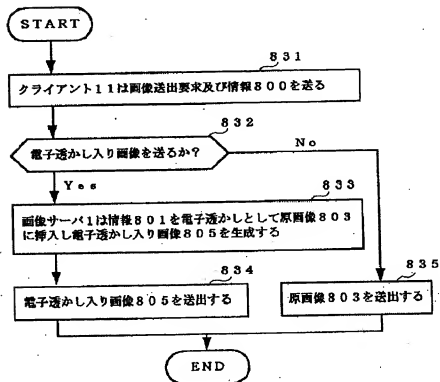 START
831
クライアント11は画像送出要求及び情報800を送る
832
電子透かし入り画像を送るか?
No
Yes
833
画像サーバ1は情報801を電子透かしとして原画像803
に挿入し電子透かし入り画像805を生成する
834
835
電子透かし入り画像805を送出する
原画像803を送出する
END